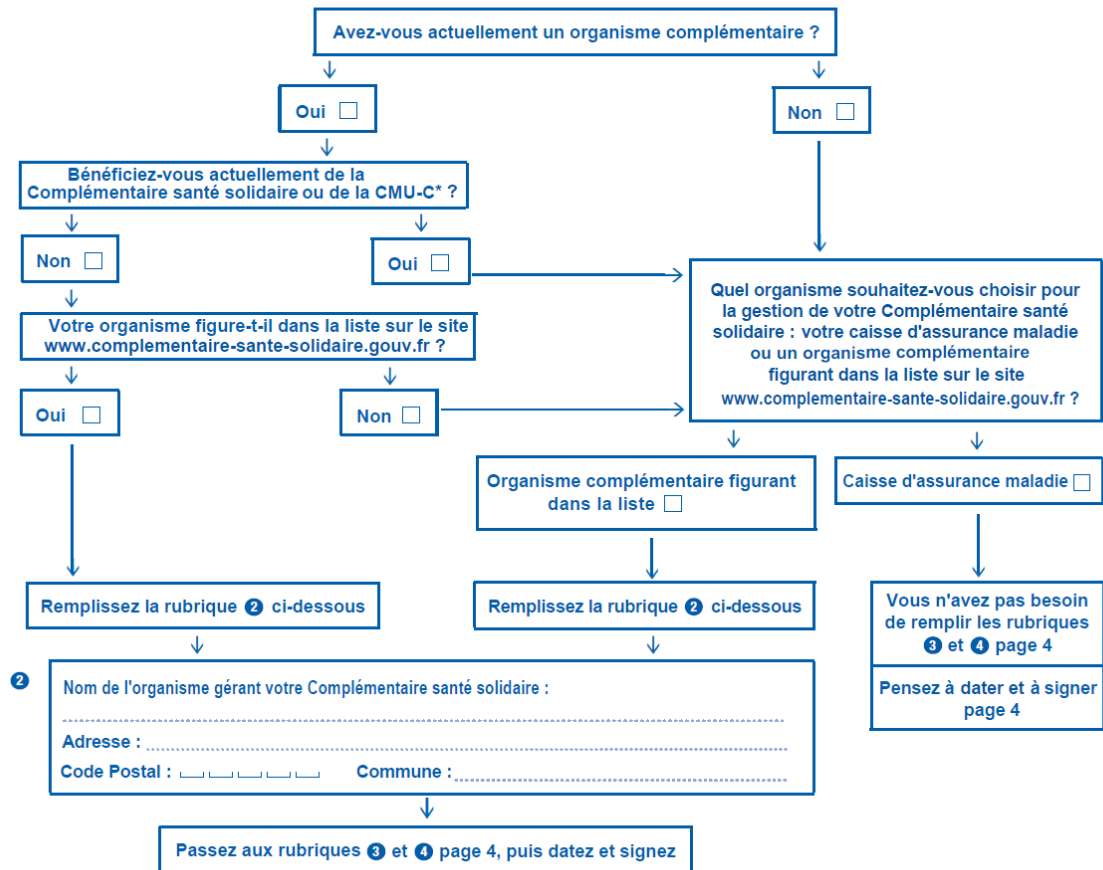 Avez-vous actuellement un organisme complémentaire ?
Oui
Non
Bénéficiez-vous actuellement de la
Complémentaire santé solidaire ou de la CMU-C* ?
Non
Oui
Quel organisme souhaitez-vous choisir pour
la gestion de votre Complémentaire santé
solidaire : votre caisse d'assurance maladie
ou un organisme complémentaire
figurant dans la liste sur le site
www.complementaire-sante-solidaire.gouv.fr ?
Votre organisme figure-t-il dans la liste sur le site
www.complementaire-sante-solidaire.gouv.fr ?
Oui
Non
Organisme complémentaire figurant
dans la liste
Caisse d'assurance maladie
Remplissez la rubrique 2 ci-dessous
Remplissez la rubrique 2 ci-dessous
Vous n'avez pas besoin
de remplir les rubriques
3 et 4 page 4
Pensez à dater et à signer
page 4
2
Nom de l'organisme gérant votre Complémentaire santé solidaire :
Adresse :
Code Postal : Commune :
Passez aux rubriques 3 et 4 page 4, puis datez et signez